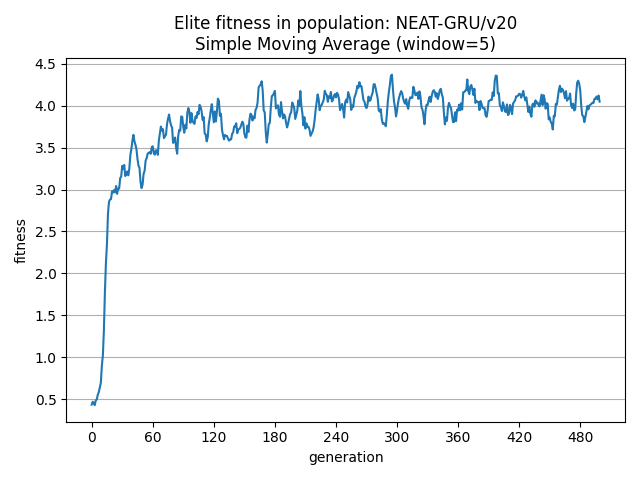 Elite fitness in population: NEAT-GRU/v20
Simple Moving Average (window=5)
4.5
4.0
3.5
3.0
2.5
2.0
1.5
1.0
0.5
fitness
0 60 120 180 240 300 360 420 480
generation